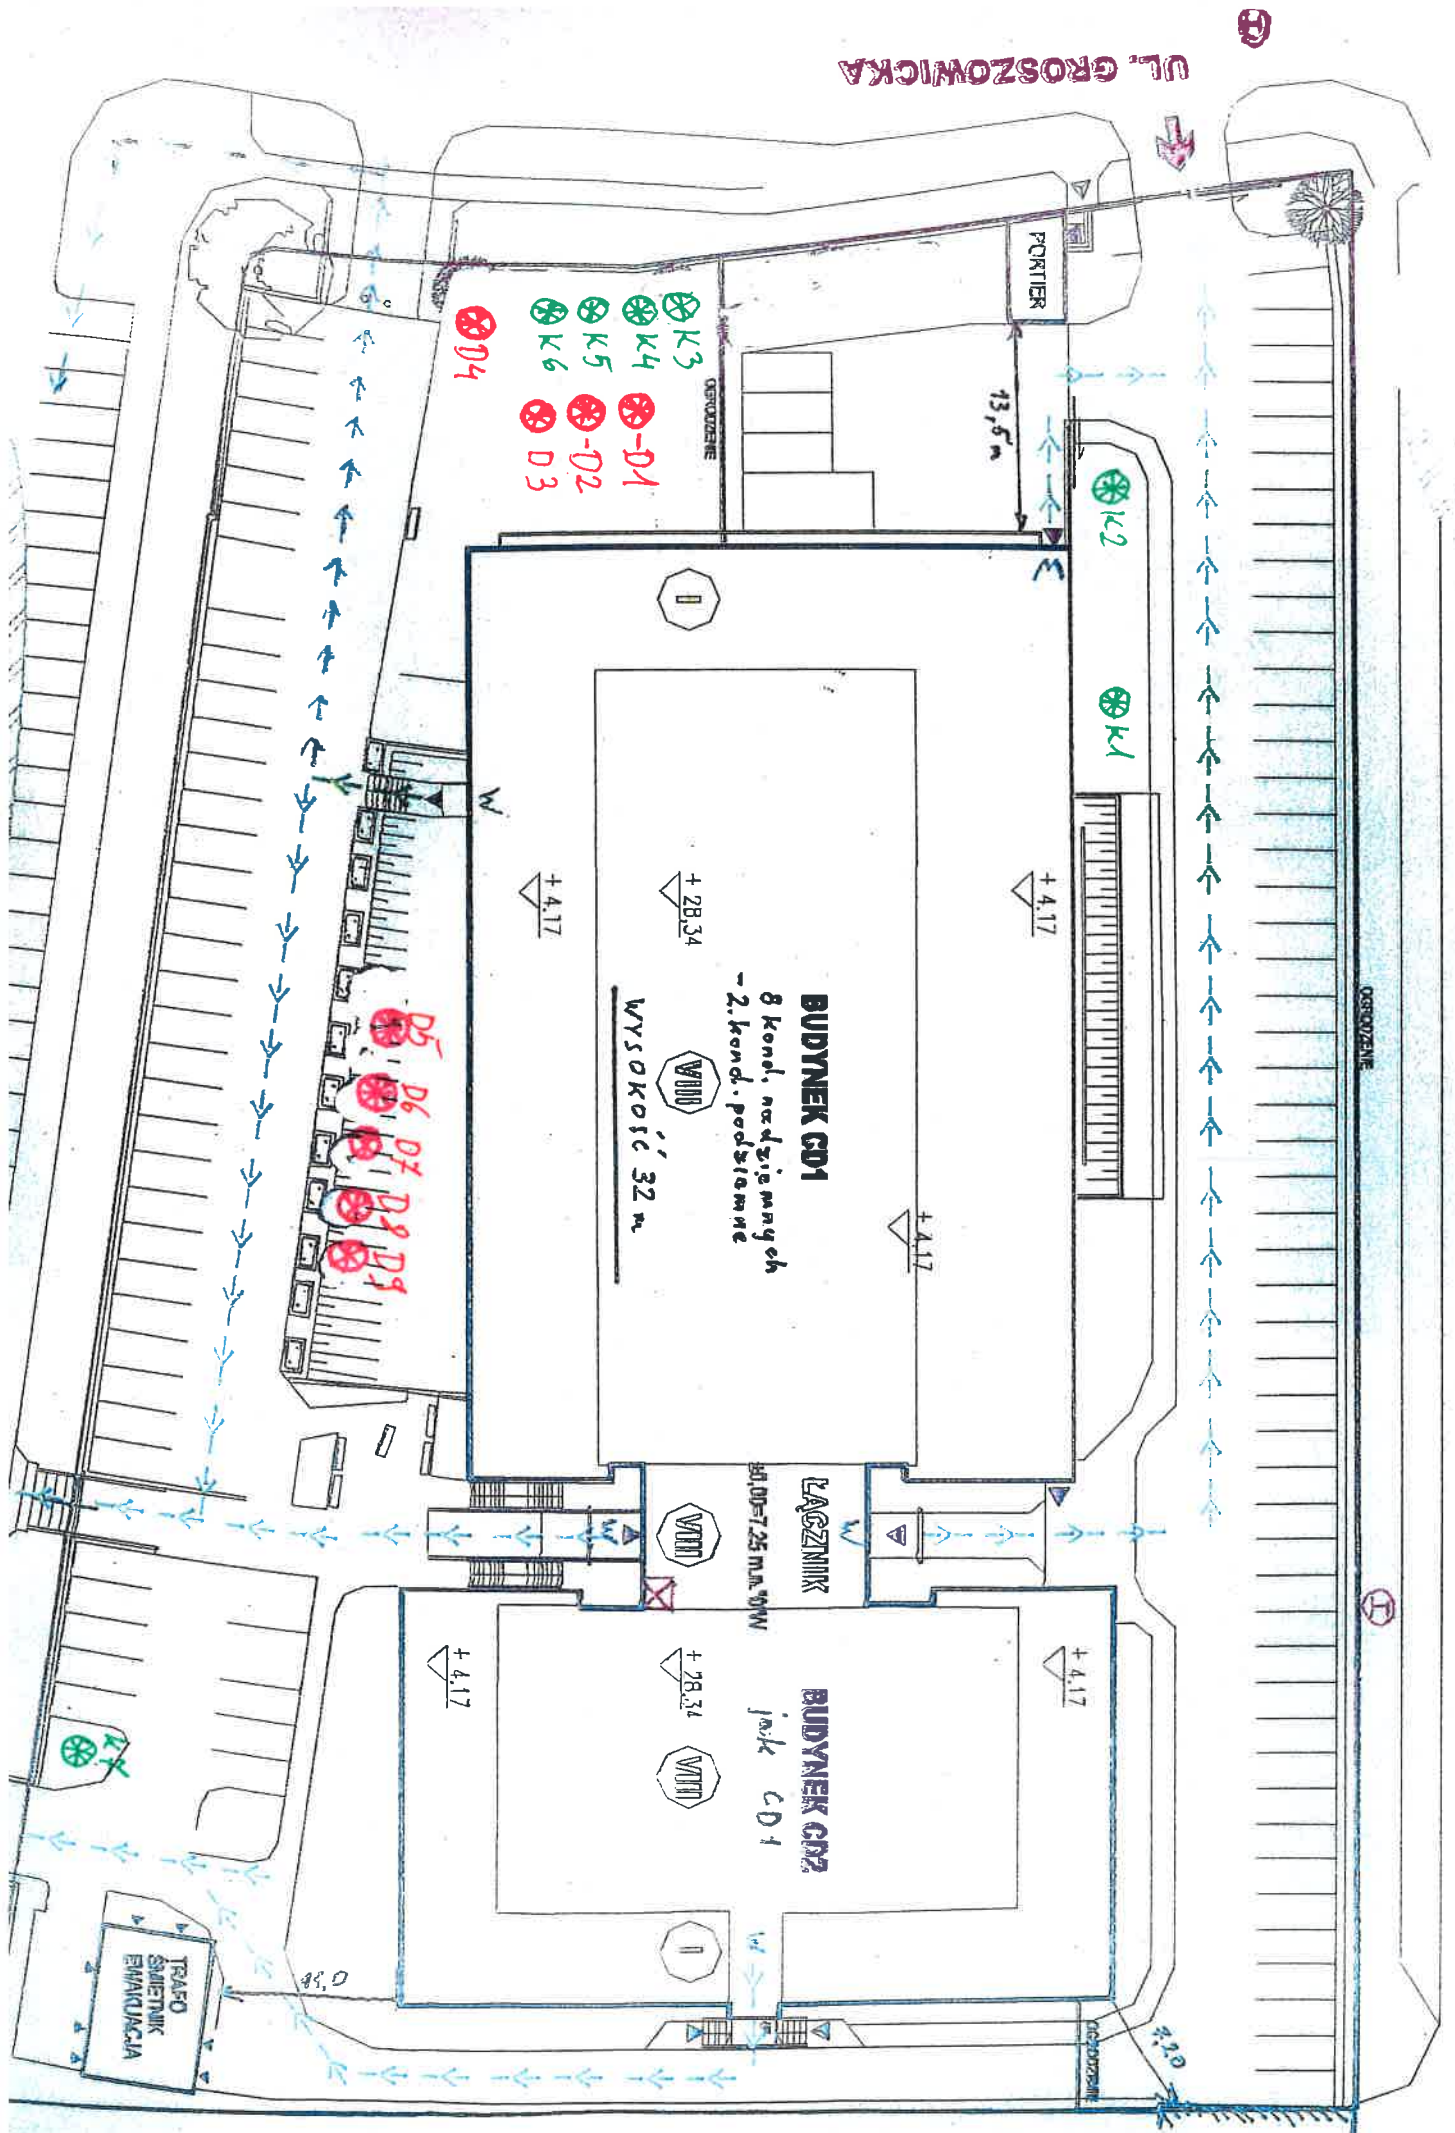 H
UL. GROSZOWICKA
PORTIER
13,5 m
OGRODZENIE
K3
K4
K5
K6
D4
-D1
-D2
D3
K2
K1
W
I
W
+ 4.17
+ 28,34
+ 4.17
+ 4.17
BUDYNEK CD1
8 kond. nadziemnych
- 2. kond. podziemne
VIII
WYSOKOŚĆ 32 m
OGRODZENIE
D5
D6
D7
D8
D9
ŁĄCZNIK
W
W
VIII
H
BUDYNEK CD2
jak CD1
+ 4.17
+ 28.34
+ 4.17
VIII
K7
I
W
TRAFO
ŚMIETNIK
EWAKUACJA
OGRODZENIE
7,20